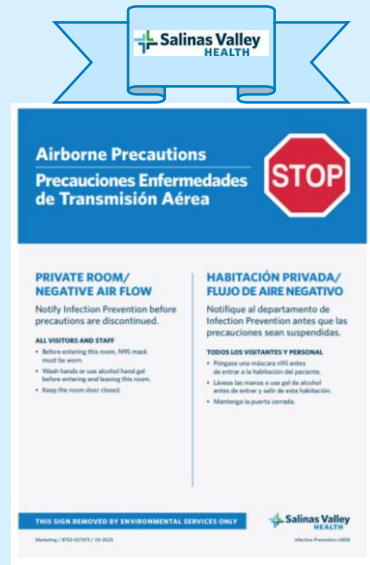 Salinas Valley
HEALTH
Airborne Precautions
Precauciones Enfermedades
de Transmisión Aérea
STOP
PRIVATE ROOM/
NEGATIVE AIR FLOW
Notify Infection Prevention before
precautions are discontinued.
ALL VISITORS AND STAFF
• Before entering this room, N95 mask
must be worn.
• Wash hands or use alcohol hand gel
before entering and leaving this room.
• Keep the room door closed.
HABITACIÓN PRIVADA/
FLUJO DE AIRE NEGATIVO
Notifique al departamento de
Infection Prevention antes que las
precauciones sean suspendidas.
TODOS LOS VISITANTES Y PERSONAL
• Póngase una máscara n95 antes
de entrar a la habitación del paciente.
• Lávese las manos o use gel de alcohol
antes de entrar y salir de esta habitación.
• Mantenga la puerta cerrada.
THIS SIGN REMOVED BY ENVIRONMENTAL SERVICES ONLY
Salinas Valley
HEALTH
Infection Prevention